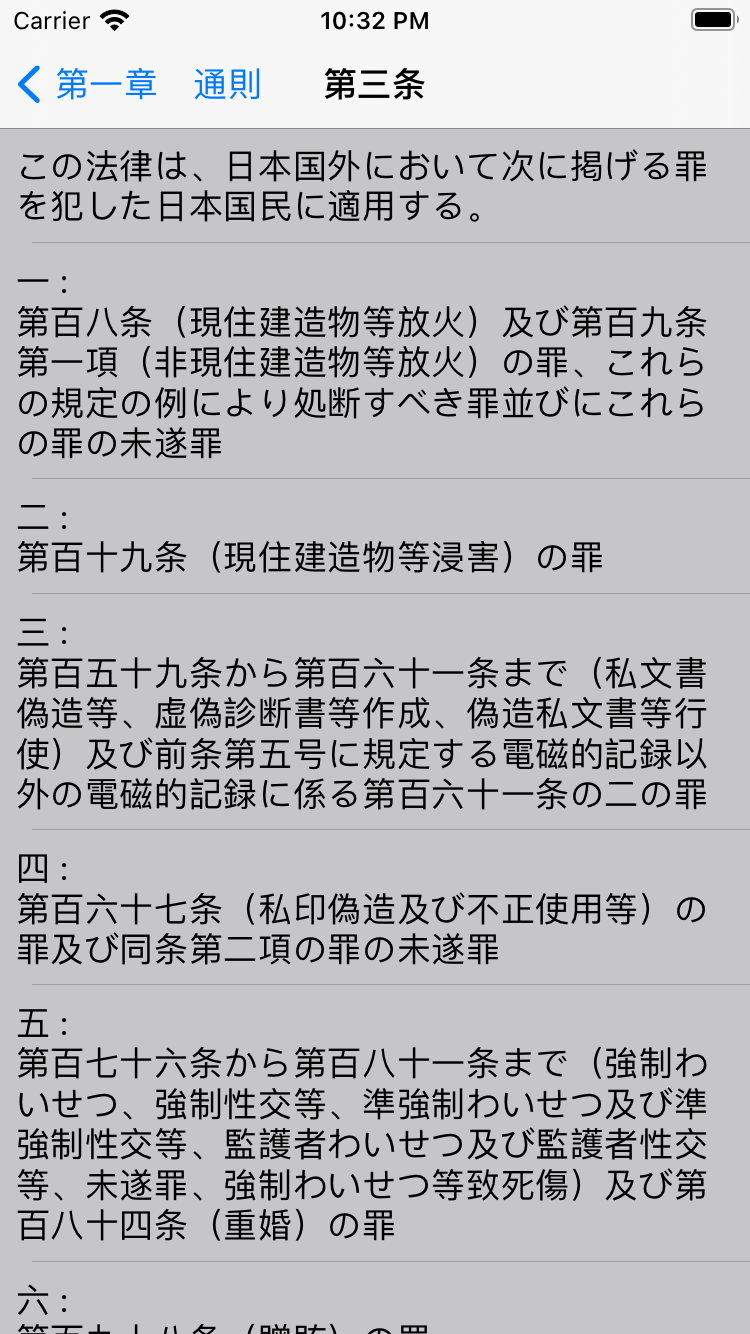 Carrier 10:32 PM
第一章 通則 第三条
この法律は、日本国外において次に掲げる罪
を犯した日本国民に適用する。
一：
第百八条（現住建造物等放火）及び第百九条
第一項（非現住建造物等放火）の罪、これら
の規定の例により処断すべき罪並びにこれら
の罪の未遂罪
二：
第百十九条（現住建造物等浸害）の罪
三：
第百五十九条から第百六十一条まで（私文書
偽造等、虚偽診断書等作成、偽造私文書等行
使）及び前条第五号に規定する電磁的記録以
外の電磁的記録に係る第百六十一条の二の罪
四：
第百六十七条（私印偽造及び不正使用等）の
罪及び同条第二項の罪の未遂罪
五：
第百七十六条から第百八十一条まで（強制わ
いせつ、強制性交等、準強制わいせつ及び準
強制性交等、監護者わいせつ及び監護者性交
等、未遂罪、強制わいせつ等致死傷）及び第
百八十四条（重婚）の罪
六：
第百九十八条（贈賄）の罪